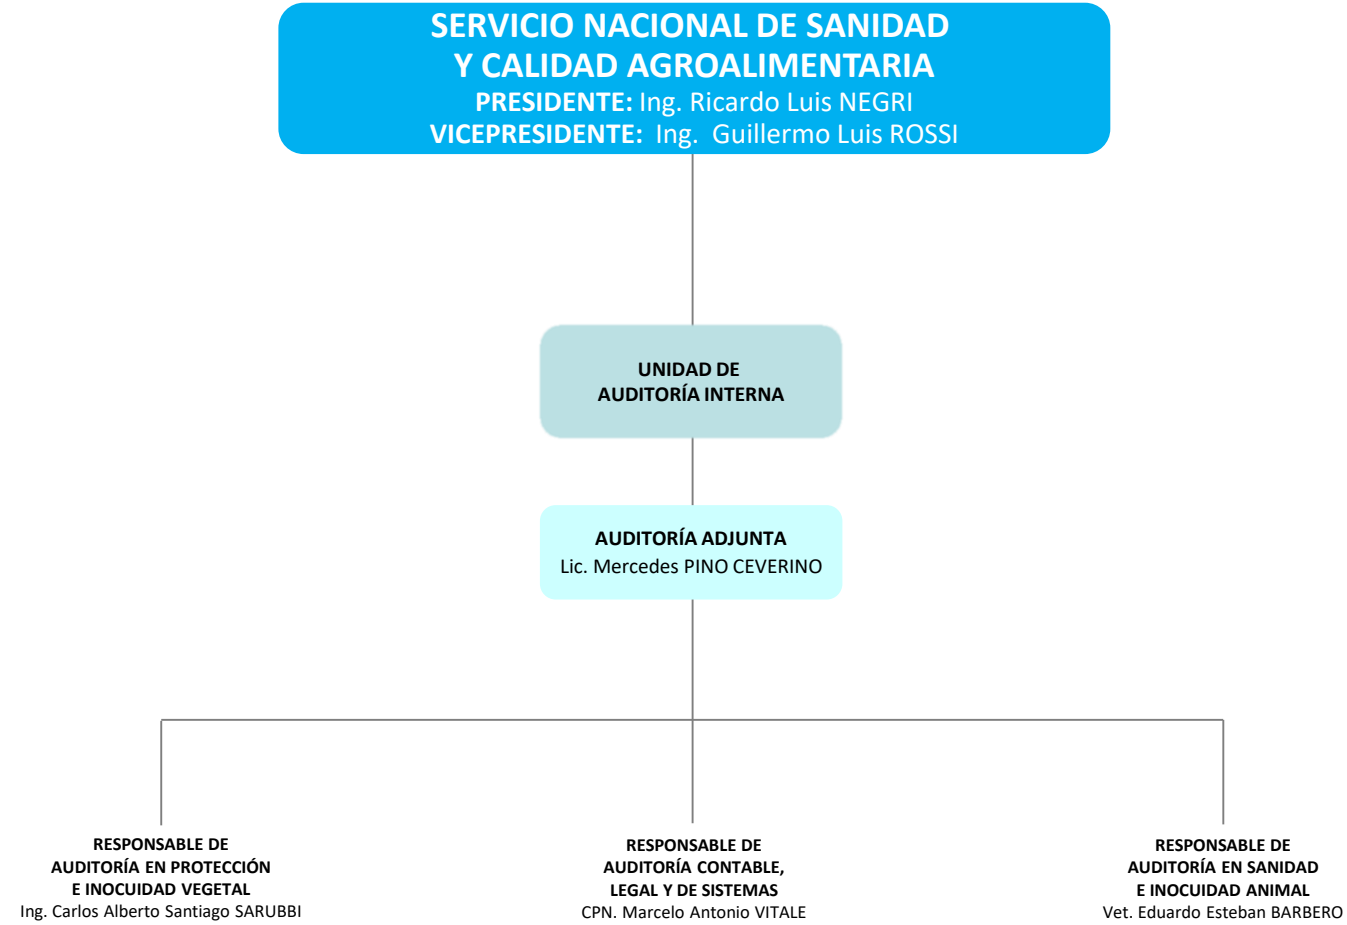 SERVICIO NACIONAL DE SANIDAD
Y CALIDAD AGROALIMENTARIA
PRESIDENTE: Ing. Ricardo Luis NEGRI
VICEPRESIDENTE: Ing. Guillermo Luis ROSSI
UNIDAD DE
AUDITORÍA INTERNA
AUDITORÍA ADJUNTA
Lic. Mercedes PINO CEVERINO
RESPONSABLE DE
AUDITORÍA EN PROTECCIÓN
E INOCUIDAD VEGETAL
Ing. Carlos Alberto Santiago SARUBBI
RESPONSABLE DE
AUDITORÍA CONTABLE,
LEGAL Y DE SISTEMAS
CPN. Marcelo Antonio VITALE
RESPONSABLE DE
AUDITORÍA EN SANIDAD
E INOCUIDAD ANIMAL
Vet. Eduardo Esteban BARBERO